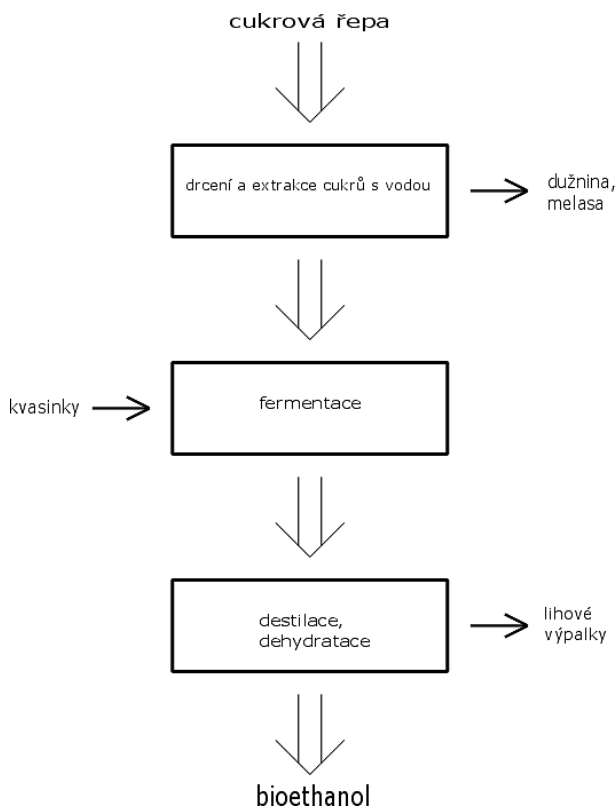 cukrová řepa
drcení a extrakce cukrů s vodou
dužnina,
melasa
kvasinky
fermentace
destilace,
dehydratace
lihové
výpalky
bioethanol